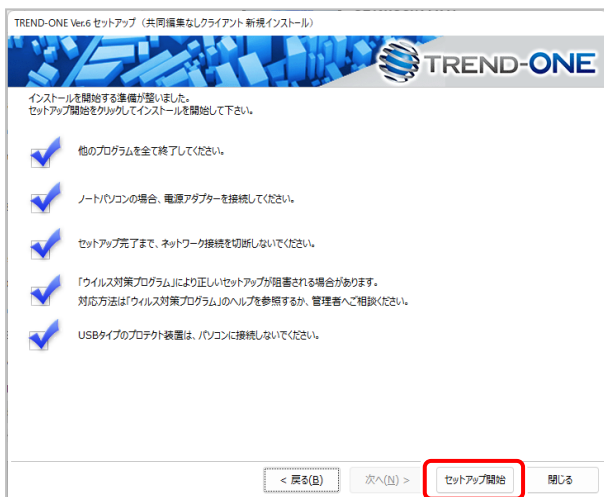 TREND-ONE Ver.6 セットアップ（共同編集なしクライアント 新規インストール）
TREND-ONE
インストールを開始する準備が整いました。
セットアップ開始をクリックしてインストールを開始して下さい。
他のプログラムを全て終了してください。
ノートパソコンの場合、電源アダプターを接続してください。
セットアップ完了まで、ネットワーク接続を切断しないでください。
「ウイルス対策プログラム」により正しいセットアップが阻害される場合があります。
対応方法は「ウィルス対策プログラム」のヘルプを参照するか、管理者へご相談ください。
USBタイプのプロテクト装置は、パソコンに接続しないでください。
< 戻る(B) 次へ(N) > セットアップ開始 閉じる